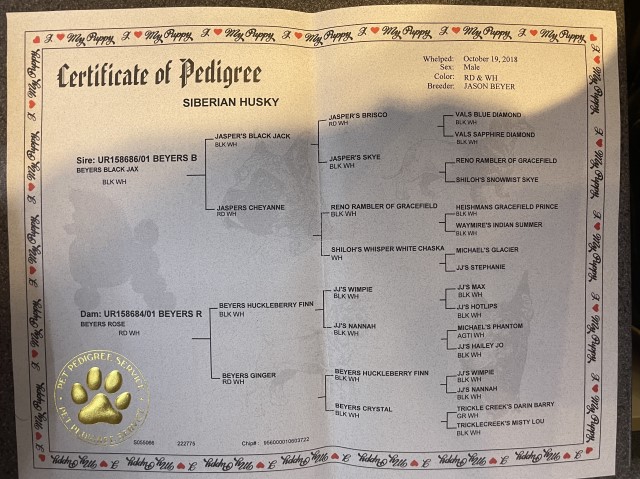 I ♥ My Puppy
Certificate of Pedigree
SIBERIAN HUSKY
Whelped: October 19, 2018
Sex: Male
Color: RD & WH
Breeder: JASON BEYER
Sire: UR158686/01 BEYERS B
BEYERS BLACK JAX
BLK WH
JASPER'S BLACK JACK
BLK WH
JASPER'S BRISCO
RD WH
VALS BLUE DIAMOND
BLK WH
VALS SAPPHIRE DIAMOND
BLK WH
JASPER'S SKYE
BLK WH
RENO RAMBLER OF GRACEFIELD
SHILOH'S SNOWMIST SKYE
JASPERS CHEYANNE
RD WH
RENO RAMBLER OF GRACEFIELD
BLK WH
HEISHMANS GRACEFIELD PRINCE
BLK WH
WAYMIRE'S INDIAN SUMMER
BLK WH
SHILOH'S WHISPER WHITE CHASKA
WH
MICHAEL'S GLACIER
JJ'S STEPHANIE
Dam: UR158684/01 BEYERS R
BEYERS ROSE
RD WH
BEYERS HUCKLEBERRY FINN
BLK WH
JJ'S WIMPIE
BLK WH
JJ'S MAX
BLK WH
JJ'S HOTLIPS
BLK WH
JJ'S NANNAH
BLK WH
MICHAEL'S PHANTOM
AGTI WH
JJ'S HAILEY JO
BLK WH
BEYERS GINGER
RD WH
BEYERS HUCKLEBERRY FINN
BLK WH
JJ'S WIMPIE
BLK WH
JJ'S NANNAH
BLK WH
BEYERS CRYSTAL
BLK WH
TRICKLE CREEK'S DARIN BARRY
GR WH
TRICKLECREEK'S MISTY LOU
BLK WH
PET PEDIGREE SERVICE
S055986 222779 Chip#: 956000010603722